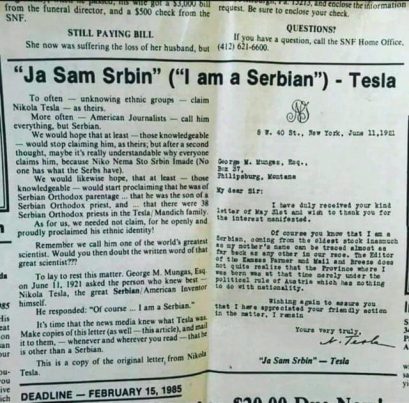 passed, his wife got a $3,000 bill
from the funeral director, and a $500 check from the
SNF.
STILL PAYING BILL
She now was suffering the loss of her husband, but
15213, and enclose the information
request. Be sure to enclose your check.
QUESTIONS?
If you have a question, call the SNF Home Office,
(412) 621-6600.
“Ja Sam Srbin” (“I am a Serbian”) - Tesla
To often — unknowing ethnic groups — claim
Nikola Tesla — as theirs.
More often — American Journalists — call him
everything, but Serbian.
We would hope that at least — those knowledgeable
— would stop claiming him, as theirs; but after a second
thought, maybe it's really understandable why everyone
claims him, because Niko Nema Sto Srbin Imade (No
one has what the Serbs have).
We would likewise hope, that at least — those
knowledgeable — would start proclaiming he was of
Serbian Orthodox parentage ... that he was the son of a
Serbian Orthodox priest, and — that there were 38
Serbian Orthodox priests in the Tesla/Mandich family.
As for us, we needed not claim, for he openly and
proudly proclaimed his ethnic identity!
Remember we call him one of the world's greatest
scientist. Would you then doubt the written word of that
great scientist???
To lay to rest this matter. George M. Mungas, Esq.
on June 11, 1921 asked the person who knew best —
Nikola Tesla, the great Serbian/American Inventor
himself.
He responded: “Of course ... I am a Serbian.”
It's time that the news media knew what Tesla was.
Make copies of this letter (as well — this article), and mail
it to them, — whenever and wherever you read — that he
is other than a Serbian.
This is a copy of the original letter, from Nikola
Tesla.
DEADLINE — FEBRUARY 15, 1985
8 W. 40 St., New York, June 11, 1921
George M. Mungas, Esq.,
Box 37,
Philipsburg, Montana
My dear Sir:
I have duly received your kind
letter of May 31st and wish to thank you for
the interest manifested.
Of course you know that I am a
Serbian, coming from the oldest stock inasmuch
as my mother's name can be traced almost as
far back as any other in our race. The Editor
of the Kansas Farmer and Mail and Breeze does
not quite realize that the Province where I
was born was at that time merely under the
political rule of Austria which has nothing
to do with nationality.
Wishing again to assure you
that I have appreciated your friendly action
in the matter, I remain
Yours very truly,
N. Tesla
“Ja Sam Srbin” — Tesla